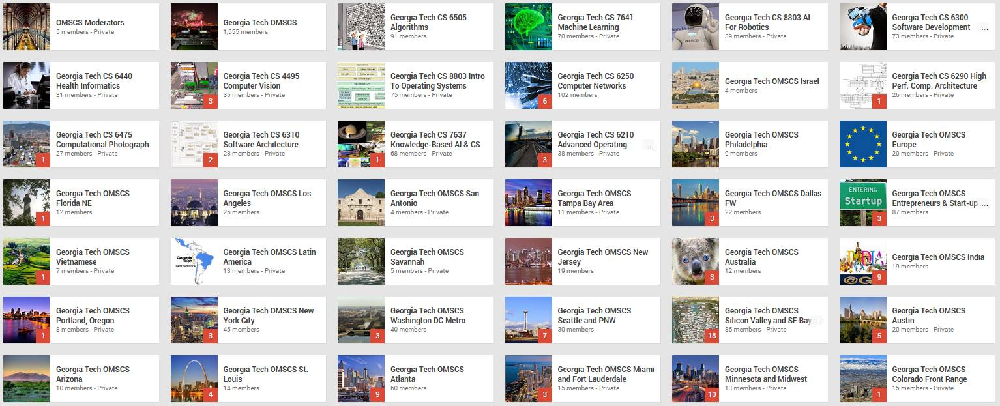 OMSCS Moderators
5 members - Private
Georgia Tech OMSCS
1,555 members
Georgia Tech CS 6505
Algorithms
91 members
Georgia Tech CS 7641
Machine Learning
70 members - Private
Georgia Tech CS 8803 AI
For Robotics
39 members - Private
ASIMO
Georgia Tech CS 6300
Software Development ...
73 members - Private
Georgia Tech CS 6440
Health Informatics
31 members - Private
Georgia Tech CS 4495
Computer Vision
35 members - Private
3
Georgia Tech CS 8803 Intro
To Operating Systems
75 members - Private
Georgia Tech CS 6250
Computer Networks
102 members
6
Georgia Tech OMSCS Israel
4 members
Georgia Tech CS 6290 High
Perf. Comp. Architecture
26 members - Private
1
Georgia Tech CS 6475
Computational Photograph
27 members - Private
1
Georgia Tech CS 6310
Software Architecture
28 members - Private
2
Georgia Tech CS 7637
Knowledge-Based AI & CS
68 members - Private
1
Georgia Tech CS 6210
Advanced Operating ...
38 members - Private
3
Georgia Tech OMSCS
Philadelphia
9 members
Georgia Tech OMSCS
Europe
20 members - Private
Georgia Tech OMSCS
Florida NE
12 members
1
Georgia Tech OMSCS Los
Angeles
26 members
Georgia Tech OMSCS San
Antonio
4 members - Private
Georgia Tech OMSCS
Tampa Bay Area
11 members - Private
Georgia Tech OMSCS Dallas
FW
22 members
3
ENTERING
Startup
Georgia Tech OMSCS
Entrepreneurs & Start-up ...
87 members
3
Georgia Tech OMSCS
Vietnamese
7 members - Private
1
Georgia
Tech
LATIN AMERICA
Georgia Tech OMSCS Latin
America
13 members - Private
Georgia Tech OMSCS
Savannah
5 members - Private
Georgia Tech OMSCS New
Jersey
19 members
Georgia Tech OMSCS
Australia
12 members
3
INDIA
@G
Georgia Tech OMSCS India
19 members
9
Georgia Tech OMSCS
Portland, Oregon
8 members - Private
1
Georgia Tech OMSCS New
York City
45 members
3
Georgia Tech OMSCS
Washington DC Metro
40 members
3
Georgia Tech OMSCS
Seattle and PNW
30 members
7
Georgia Tech OMSCS
Silicon Valley and SF Bay ...
86 members - Private
18
Georgia Tech OMSCS
Austin
20 members - Private
5
Georgia Tech OMSCS
Arizona
10 members - Private
Georgia Tech OMSCS St.
Louis
14 members
4
Georgia Tech OMSCS
Atlanta
60 members
9
Georgia Tech OMSCS Miami
and Fort Lauderdale
15 members - Private
3
Georgia Tech OMSCS
Minnesota and Midwest
13 members - Private
10
Georgia Tech OMSCS
Colorado Front Range
15 members - Private
1